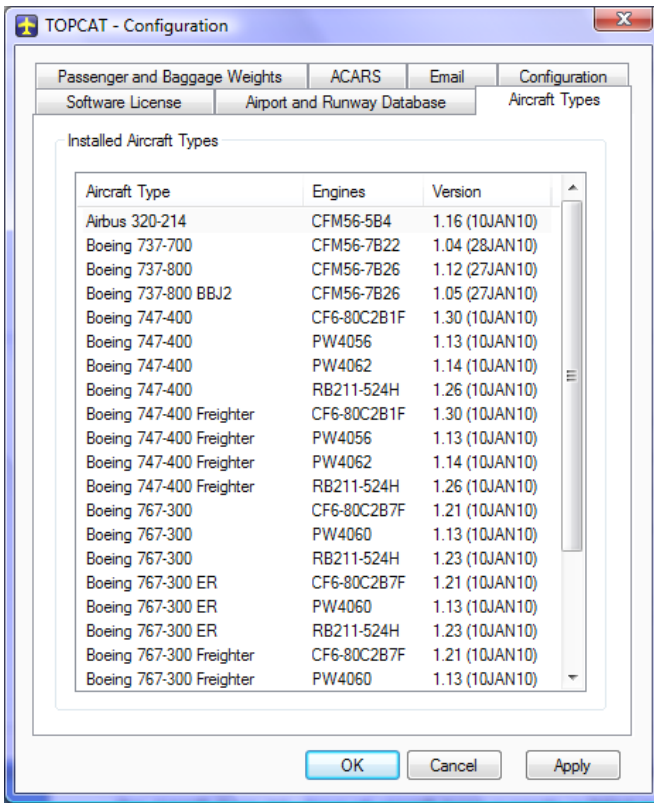 TOPCAT - Configuration
Passenger and Baggage Weights ACARS Email Configuration
Software License Airport and Runway Database Aircraft Types
Installed Aircraft Types
Aircraft Type Engines Version
Airbus 320-214 CFM56-5B4 1.16 (10JAN10)
Boeing 737-700 CFM56-7B22 1.04 (28JAN10)
Boeing 737-800 CFM56-7B26 1.12 (27JAN10)
Boeing 737-800 BBJ2 CFM56-7B26 1.05 (27JAN10)
Boeing 747-400 CF6-80C2B1F 1.30 (10JAN10)
Boeing 747-400 PW4056 1.13 (10JAN10)
Boeing 747-400 PW4062 1.14 (10JAN10)
Boeing 747-400 RB211-524H 1.26 (10JAN10)
Boeing 747-400 Freighter CF6-80C2B1F 1.30 (10JAN10)
Boeing 747-400 Freighter PW4056 1.13 (10JAN10)
Boeing 747-400 Freighter PW4062 1.14 (10JAN10)
Boeing 747-400 Freighter RB211-524H 1.26 (10JAN10)
Boeing 767-300 CF6-80C2B7F 1.21 (10JAN10)
Boeing 767-300 PW4060 1.13 (10JAN10)
Boeing 767-300 RB211-524H 1.23 (10JAN10)
Boeing 767-300 ER CF6-80C2B7F 1.21 (10JAN10)
Boeing 767-300 ER PW4060 1.13 (10JAN10)
Boeing 767-300 ER RB211-524H 1.23 (10JAN10)
Boeing 767-300 Freighter CF6-80C2B7F 1.21 (10JAN10)
Boeing 767-300 Freighter PW4060 1.13 (10JAN10)
OK Cancel Apply